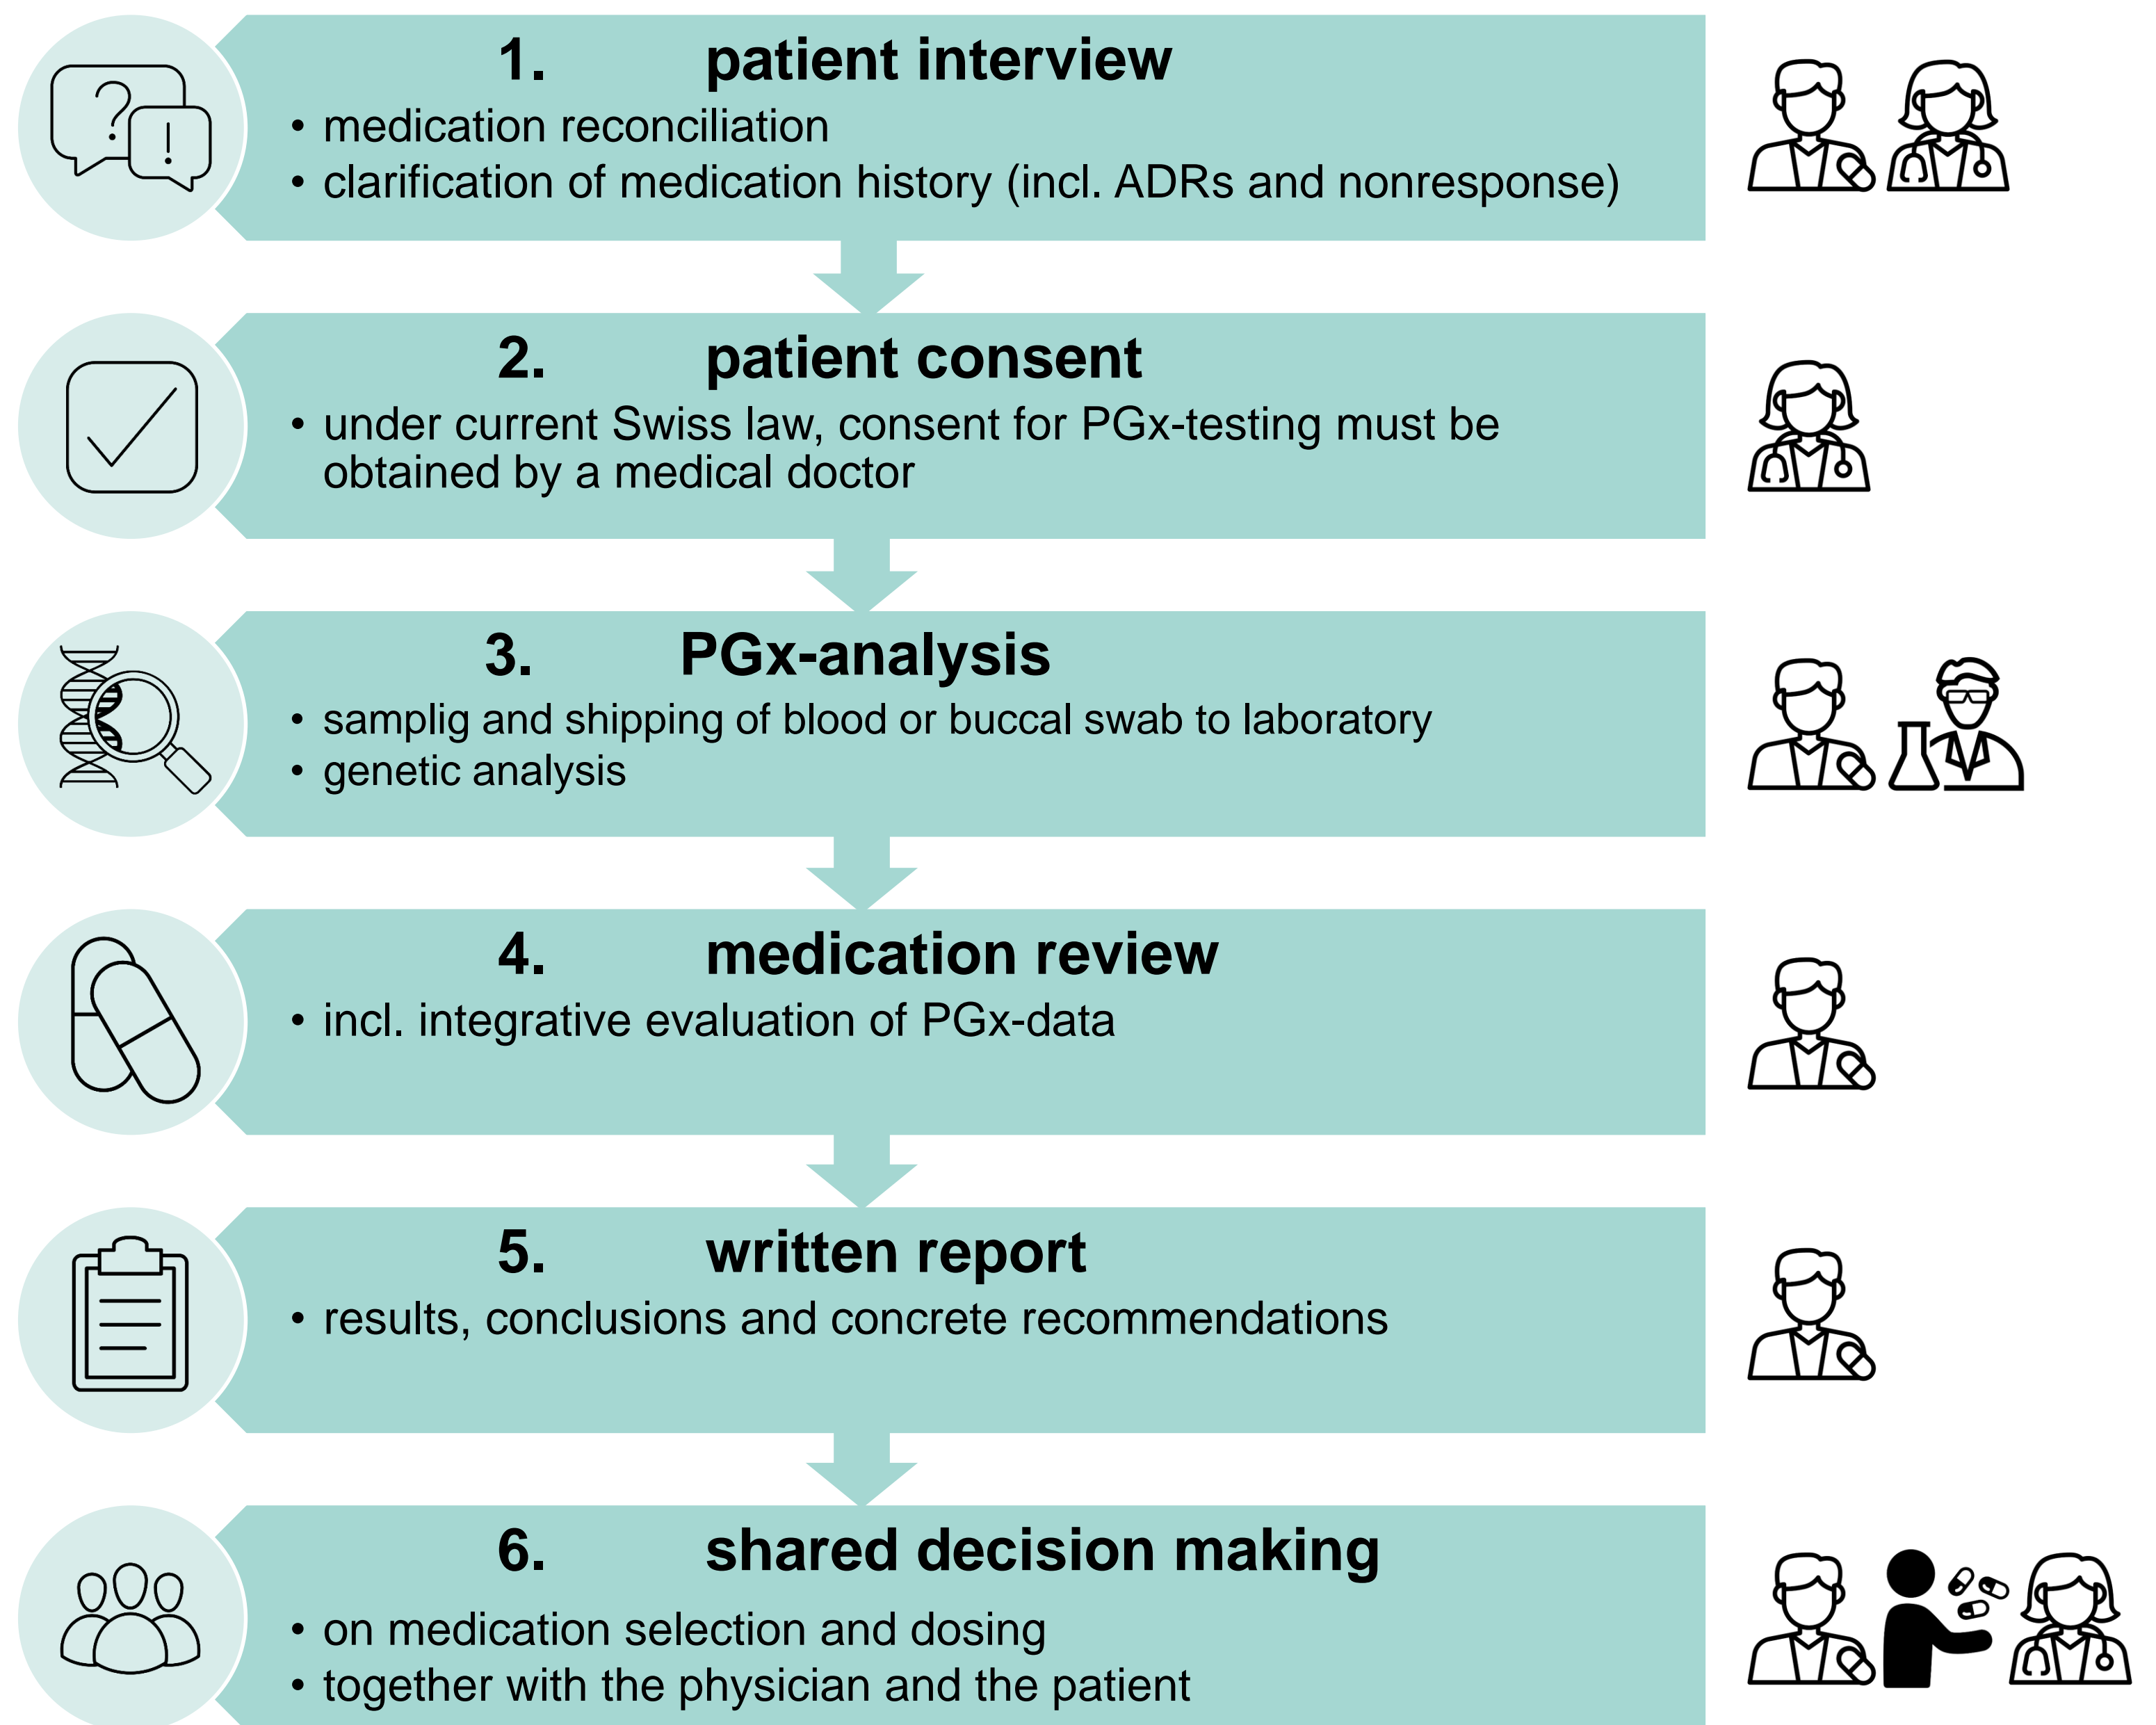 1. patient interview
• medication reconciliation
• clarification of medication history (incl. ADRs and nonresponse)
2. patient consent
• under current Swiss law, consent for PGx-testing must be
obtained by a medical doctor
3. PGx-analysis
• samplig and shipping of blood or buccal swab to laboratory
• genetic analysis
4. medication review
• incl. integrative evaluation of PGx-data
5. written report
• results, conclusions and concrete recommendations
6. shared decision making
• on medication selection and dosing
• together with the physician and the patient